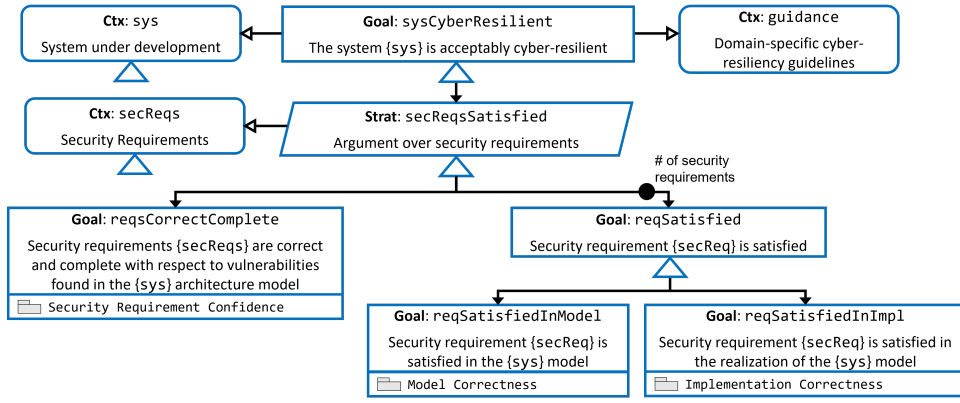 Ctx: sys
System under development
Goal: sysCyberResilient
The system {sys} is acceptably cyber-resilient
Ctx: guidance
Domain-specific cyber-
resiliency guidelines
Ctx: secReqs
Security Requirements
Strat: secReqsSatisfied
Argument over security requirements
# of security
requirements
Goal: reqsCorrectComplete
Security requirements {secReqs} are correct
and complete with respect to vulnerabilities
found in the {sys} architecture model
Security Requirement Confidence
Goal: reqSatisfied
Security requirement {secReq} is satisfied
Goal: reqSatisfiedInModel
Security requirement {secReq} is
satisfied in the {sys} model
Model Correctness
Goal: reqSatisfiedInImpl
Security requirement {secReq} is satisfied in
the realization of the {sys} model
Implementation Correctness